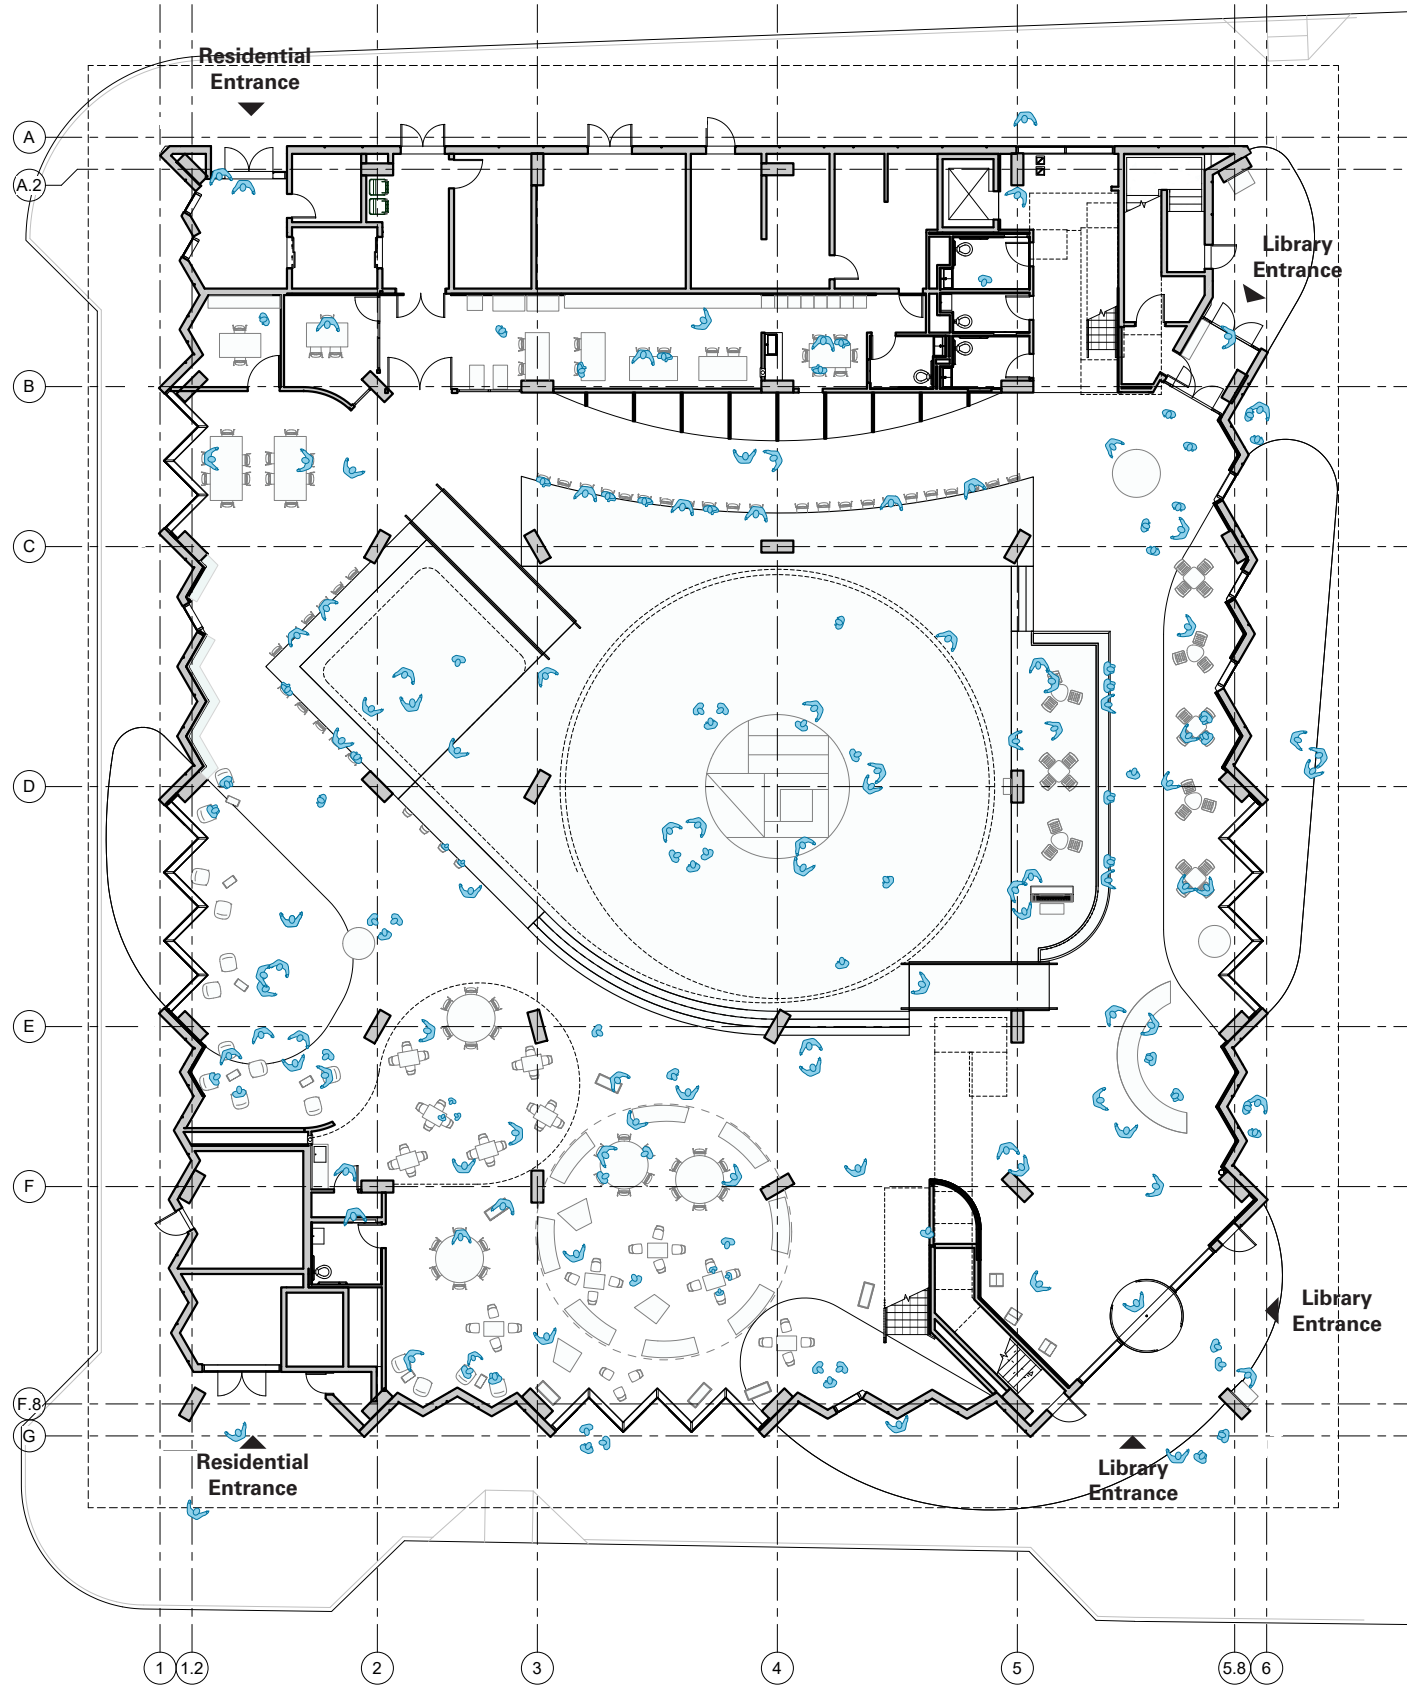 Residential
Entrance
A
A.2
Library
Entrance
B
C
D
E
F
Library
Entrance
F.8
G
Residential
Entrance
Library
Entrance
1
1.2
2
3
4
5
5.8
6